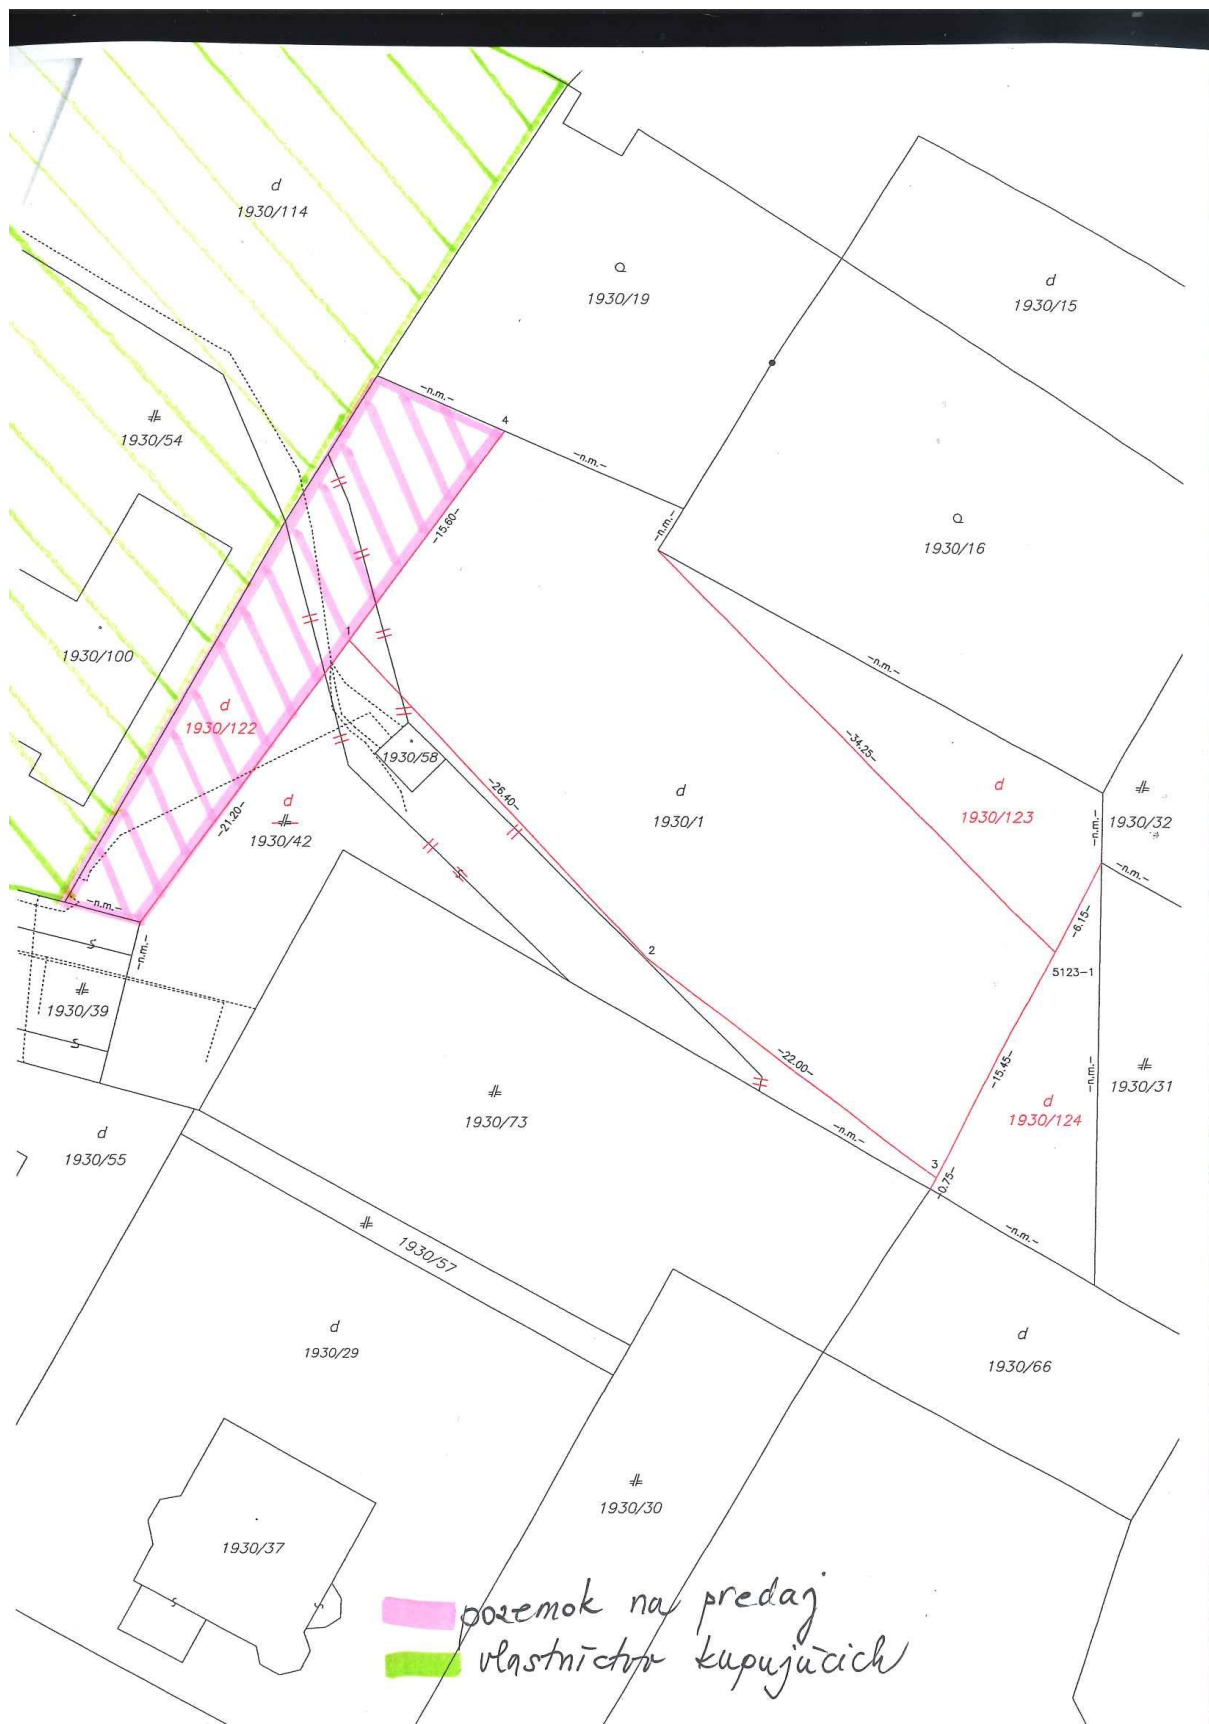 d
1930/114
1930/19
d
1930/15
1930/54
-n.m.-
4
-n.m.-
-15.60-
-n.m.-
1930/16
1
1930/100
-n.m.-
d
1930/122
1930/58
-34.25-
-26.40-
d
1930/1
d
1930/123
1930/32
-n.m.-
-21.20-
d
1930/42
-n.m.-
-n.m.-
-n.m.-
-6.15-
2
5123-1
1930/39
-22.00-
-15.45-
-n.m.-
1930/31
d
1930/124
1930/73
-n.m.-
d
1930/55
3
-0.75-
-n.m.-
1930/57
d
1930/29
d
1930/66
1930/30
1930/37
pozemok na predaj
vlastníctvo kupujúcich